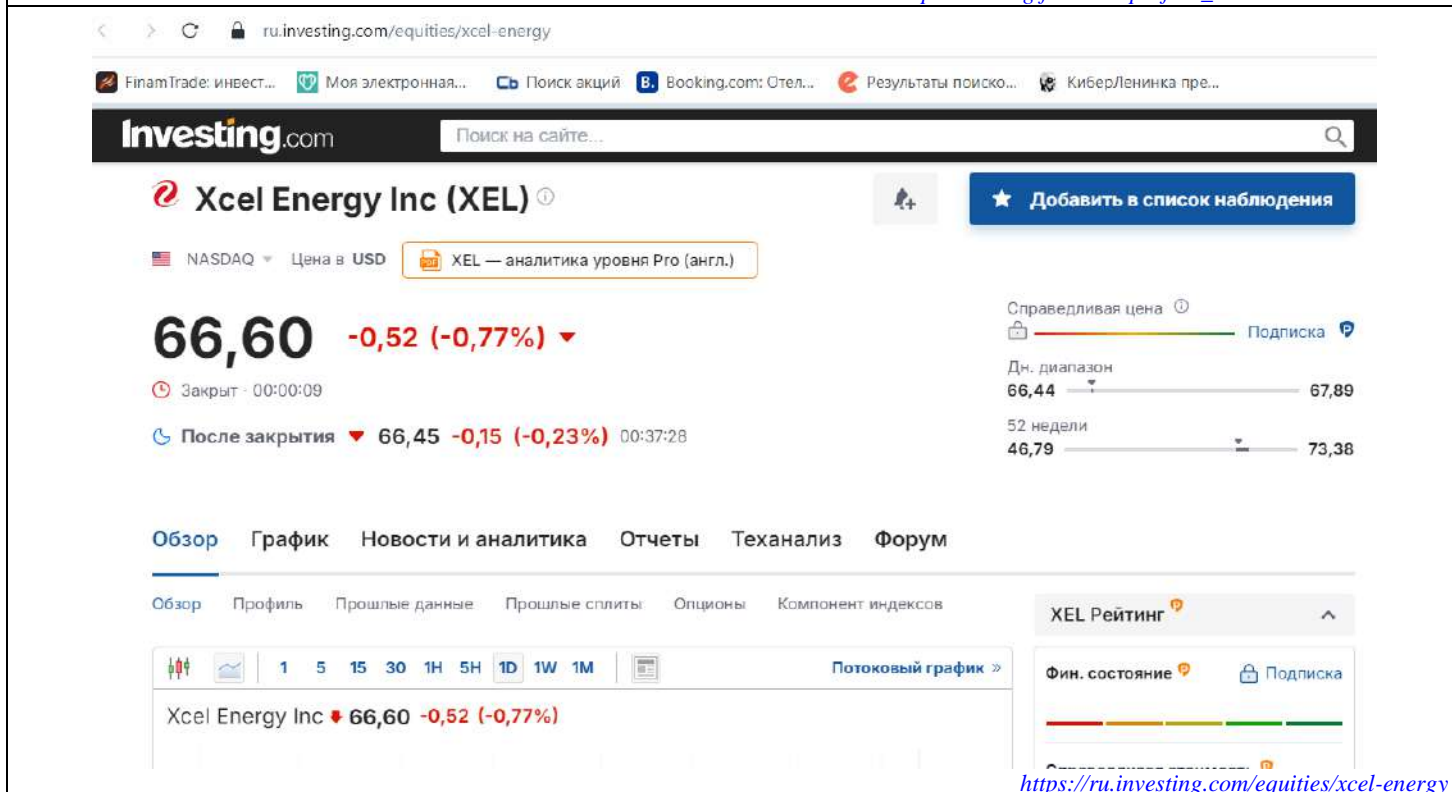 ru.investing.com/equities/xcel-energy
FinamTrade: инвест... Моя электронная... Сb Поиск акций B. Booking.com: Отел... Результаты поиско... КиберЛенинка пре...
Investing.com Поиск на сайте...
Xcel Energy Inc (XEL) Добавить в список наблюдения
NASDAQ Цена в USD XEL — аналитика уровня Pro (англ.)
66,60 -0,52 (-0,77%)
Справедливая цена
Подписка
Дн. диапазон
66,44 67,89
Закрыт · 00:00:09
52 недели
46,79 73,38
После закрытия 66,45 -0,15 (-0,23%) 00:37:28
Обзор График Новости и аналитика Отчеты Теханализ Форум
Обзор Профиль Прошлые данные Прошлые сплиты Опционы Компонент индексов
XEL Рейтинг
1 5 15 30 1H 5H 1D 1W 1M Потоковый график »
Фин. состояние Подписка
Xcel Energy Inc 66,60 -0,52 (-0,77%)
https://ru.investing.com/equities/xcel-energy